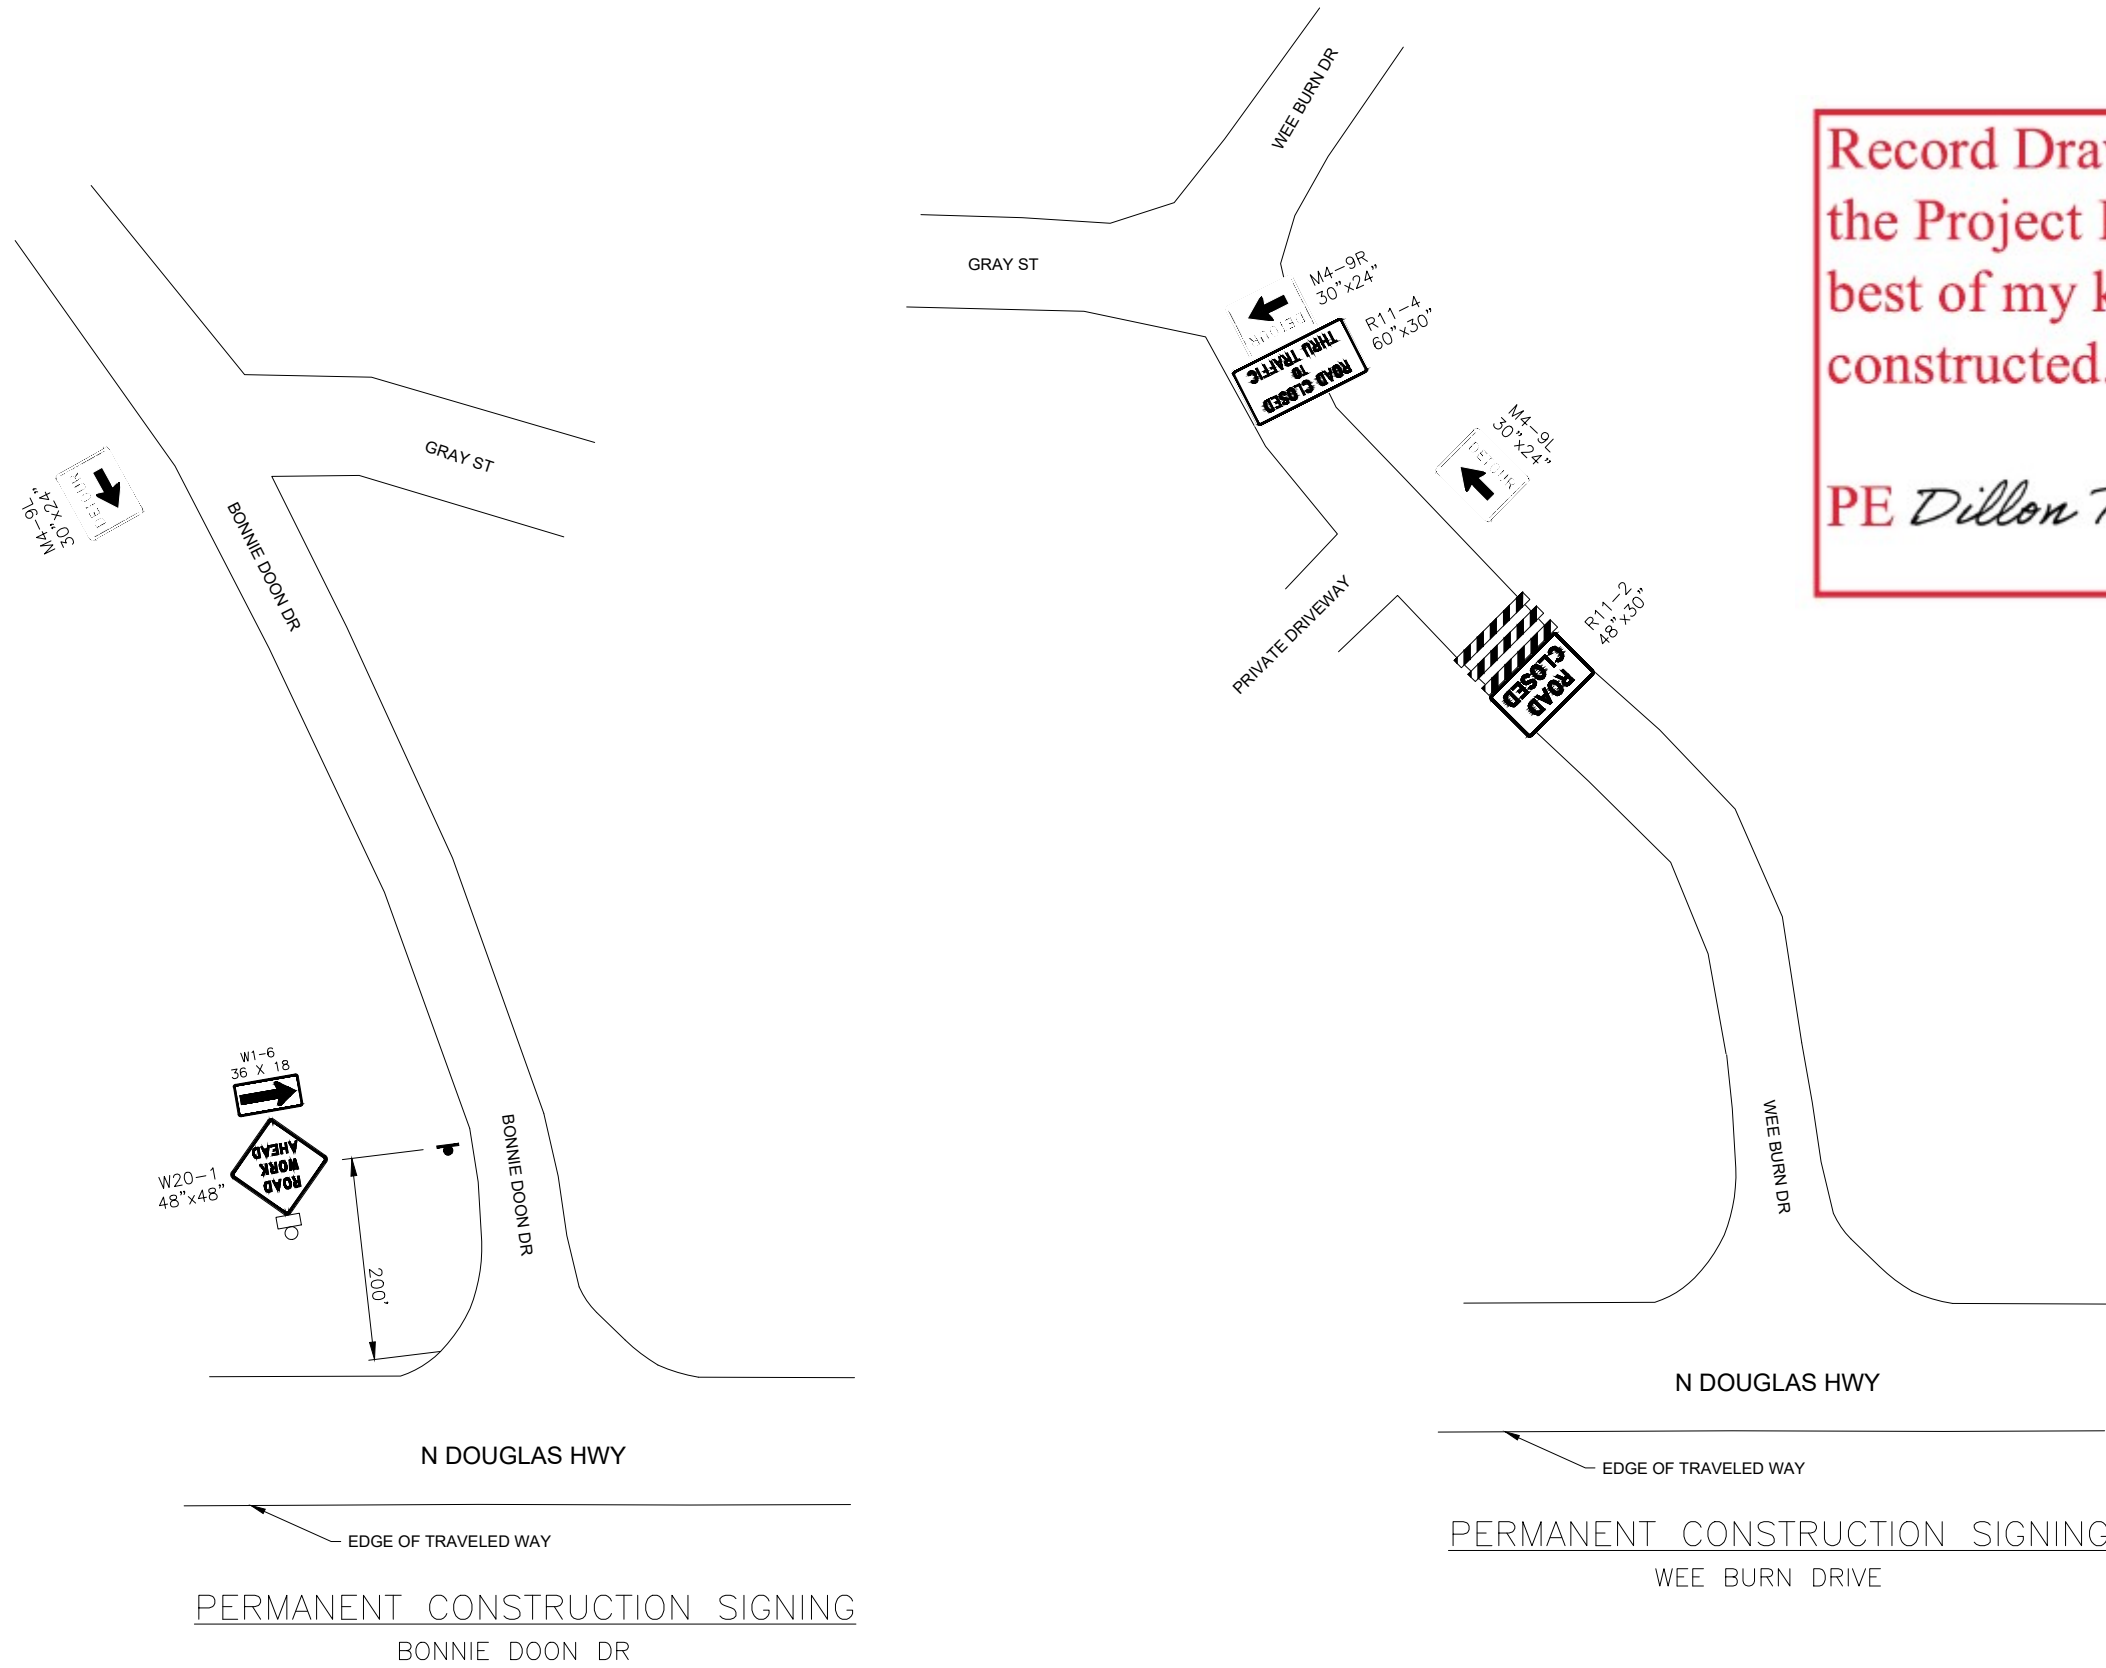 WEE BURN DR
GRAY ST
M4-9R
30"x24"
R11-4
60"x30"
DETOUR
ROAD CLOSED
TO
THRU TRAFFIC
M4-9L
30"x24"
DETOUR
PRIVATE DRIVEWAY
R11-2
48"x30"
ROAD
CLOSED
WEE BURN DR
N DOUGLAS HWY
EDGE OF TRAVELED WAY
PERMANENT CONSTRUCTION SIGNING
WEE BURN DRIVE
GRAY ST
BONNIE DOON DR
M4-9L
30"x24"
DETOUR
W1-6
36 X 18
ROAD
WORK
AHEAD
W20-1
48"x48"
200'
BONNIE DOON DR
N DOUGLAS HWY
EDGE OF TRAVELED WAY
PERMANENT CONSTRUCTION SIGNING
BONNIE DOON DR
Record
the Project
best of my
constructed.
PE Dillon